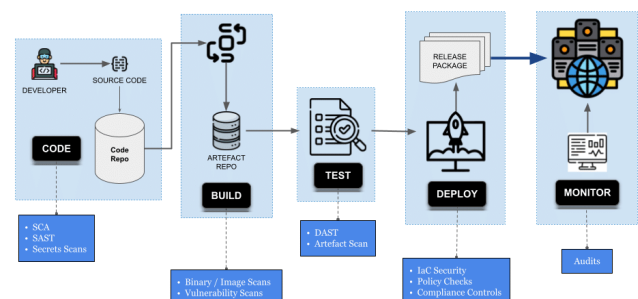 DEVELOPER
SOURCE CODE
Code
Repo
CODE
• SCA
• SAST
• Secrets Scans
ARTEFACT
REPO
BUILD
• Binary / Image Scans
• Vulnerability Scans
TEST
• DAST
• Artefact Scan
RELEASE
PACKAGE
DEPLOY
• IaC Security
• Policy Checks
• Compliance Controls
MONITOR
Audits